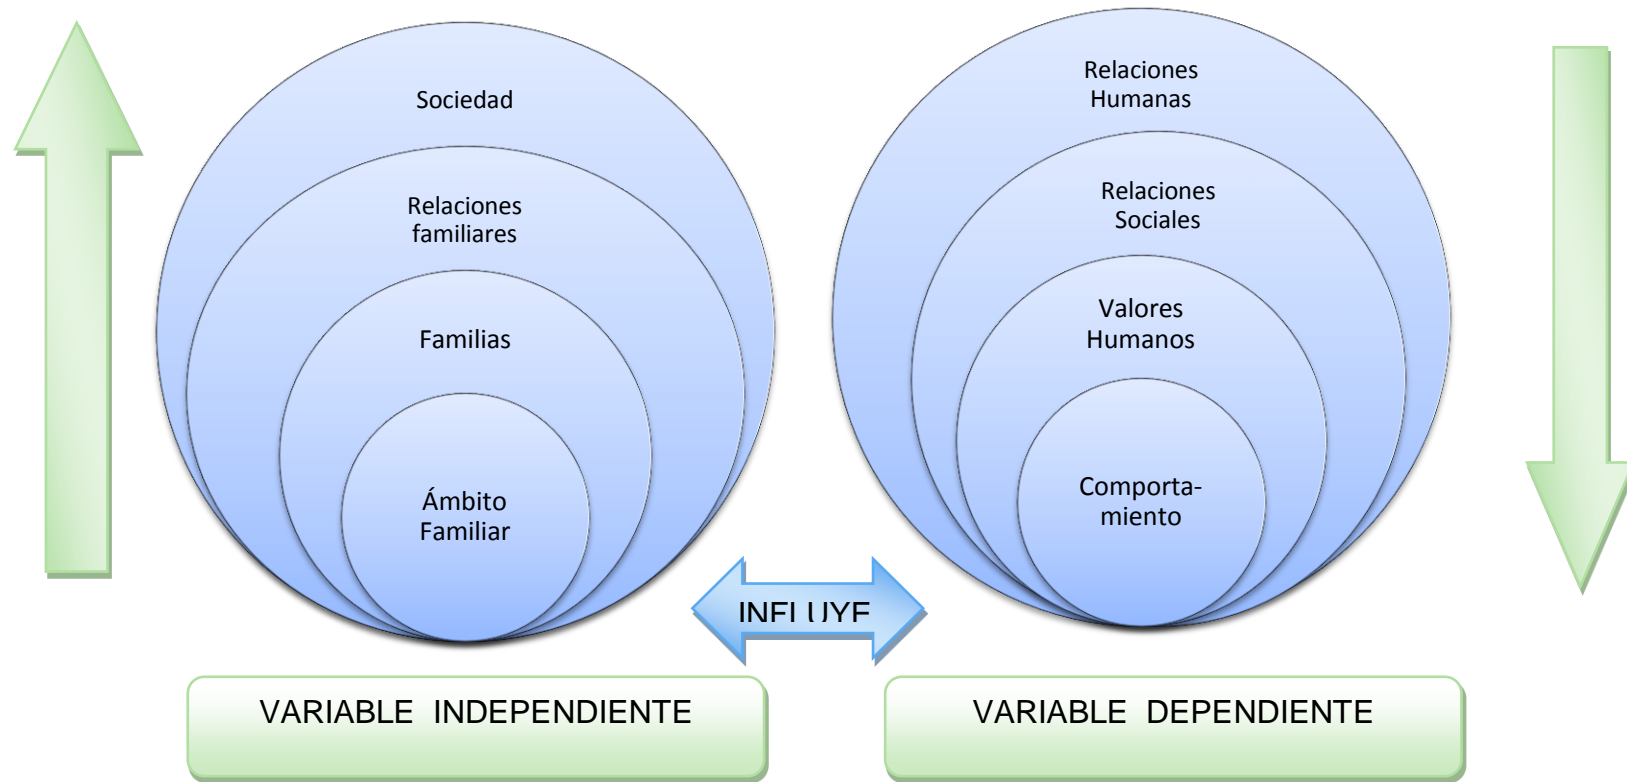 Sociedad
Relaciones
familiares
Familias
Ámbito
Familiar
Relaciones
Humanas
Relaciones
Sociales
Valores
Humanos
Comporta-
miento
INFLUYE
VARIABLE INDEPENDIENTE
VARIABLE DEPENDIENTE